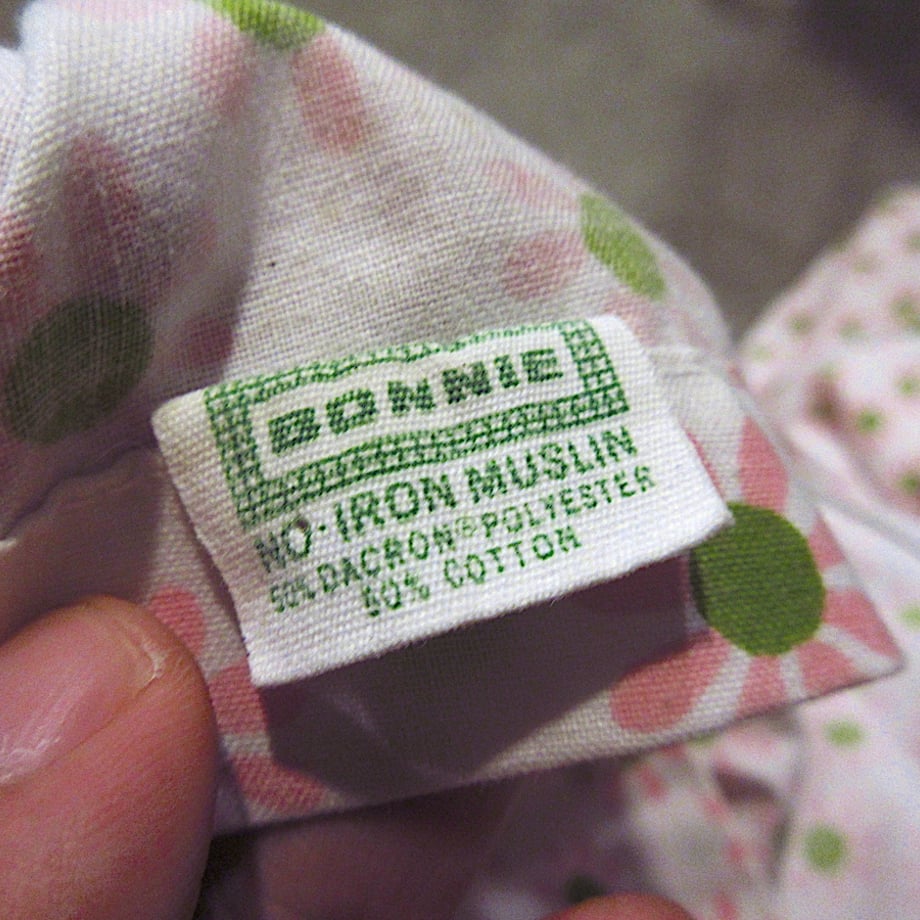 BONNIE
NO-IRON MUSLIN
50% DACRON® POLYESTER
50% COTTON